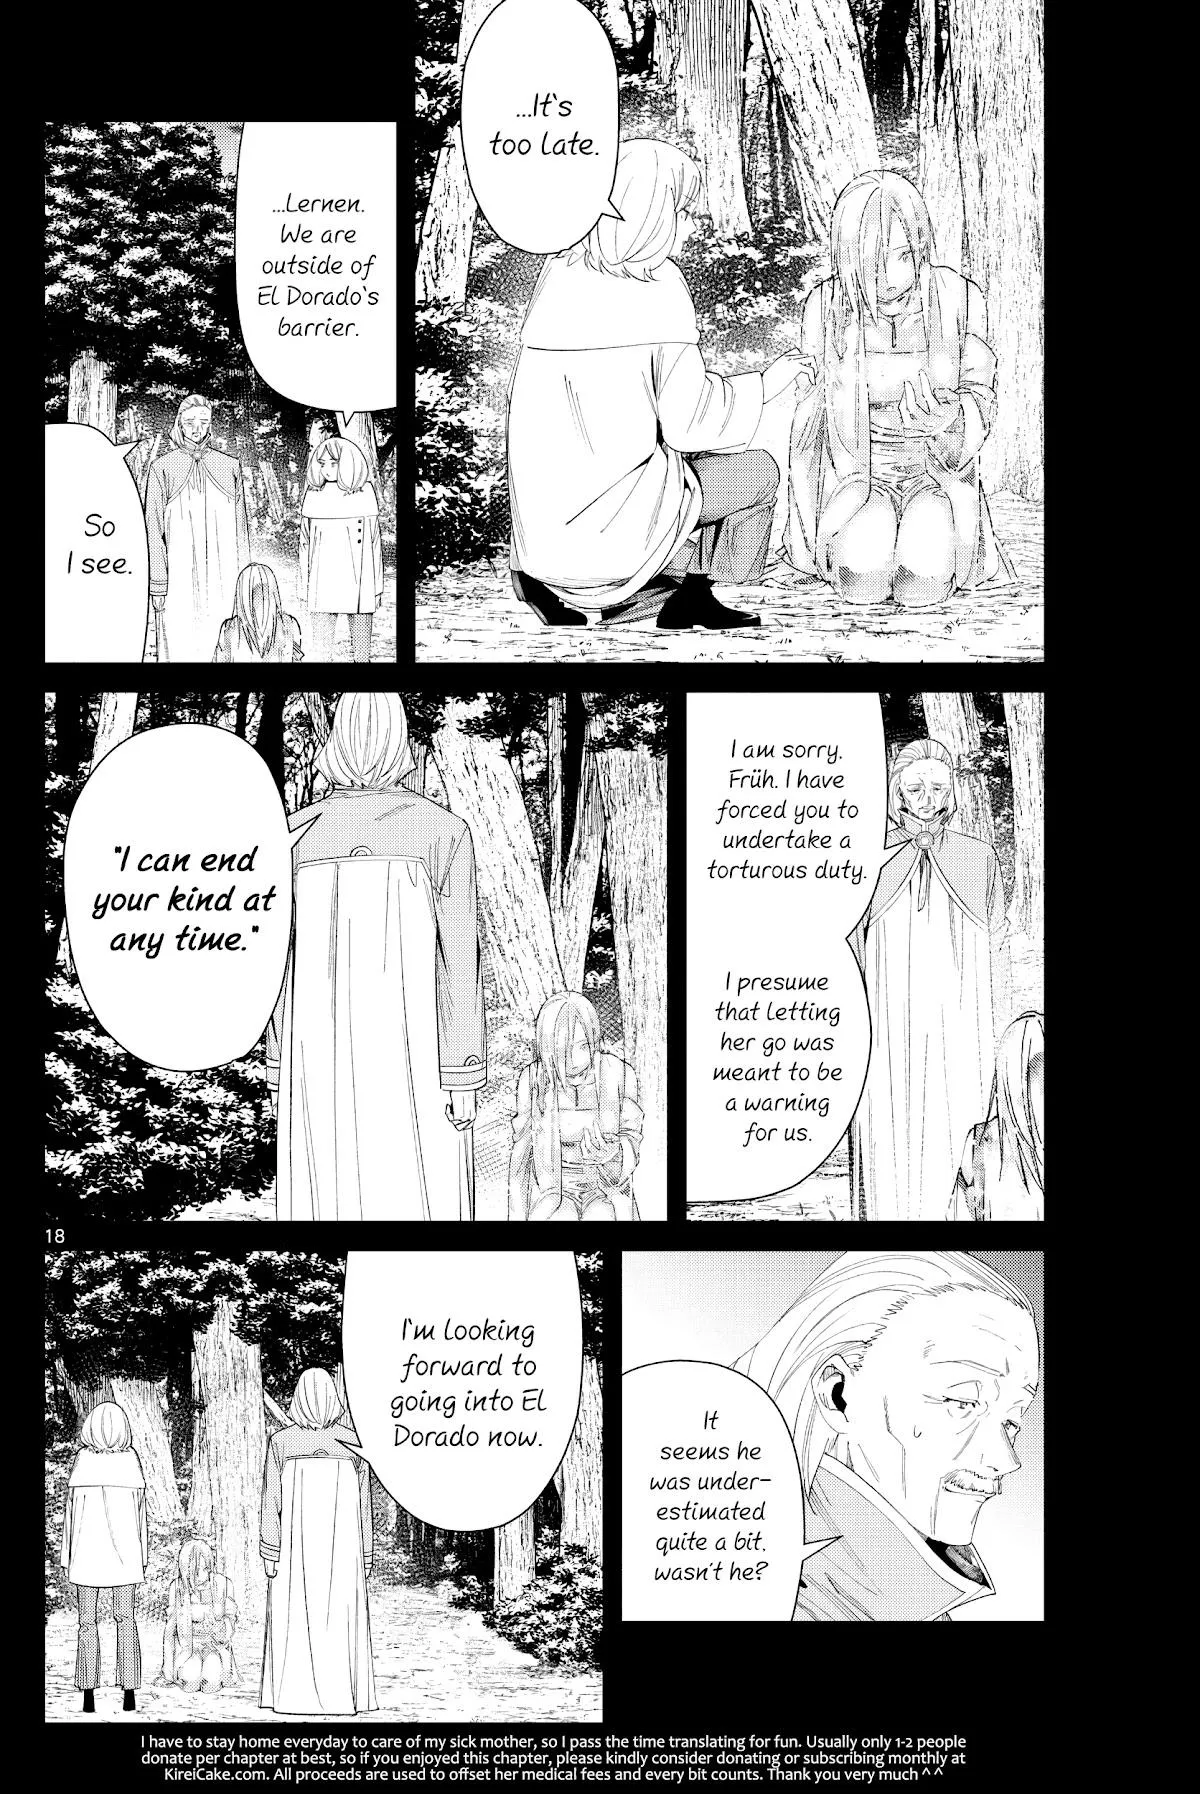 ...It's
too late.
...Lernen.
We are
outside of
El Dorado's
barrier.
So
I see.
I am sorry.
Früh. I have
forced you to
undertake a
torturous duty.
I presume
that letting
her go was
meant to be
a warning
for us.
"I can end
your kind at
any time."
It
seems he
was under-
estimated
quite a bit.
wasn't he?
I'm looking
forward to
going into El
Dorado now.
18
I have to stay home everyday to care of my sick mother, so I pass the time translating for fun. Usually only 1-2 people
donate per chapter at best, so if you enjoyed this chapter, please kindly consider donating or subscribing monthly at
KireiCake.com. All proceeds are used to offset her medical fees and every bit counts. Thank you very much ^ ^